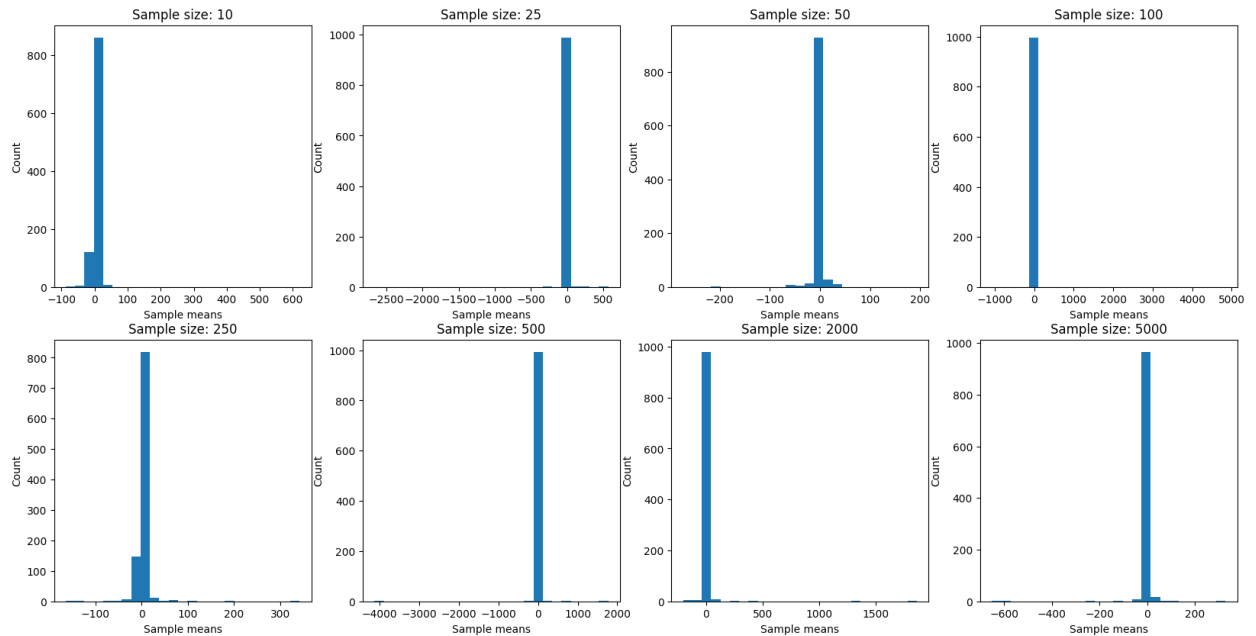 Sample size: 10
Sample size: 25
Sample size: 50
Sample size: 100
Count
800
600
400
200
0
−100 0 100 200 300 400 500 600
Sample means
Count
1000
800
600
400
200
0
−2500 −2000 −1500 −1000 −500 0 500
Sample means
Count
800
600
400
200
0
−200 −100 0 100 200
Sample means
Count
1000
800
600
400
200
0
−1000 0 1000 2000 3000 4000 5000
Sample means
Sample size: 250
Sample size: 500
Sample size: 2000
Sample size: 5000
Count
800
700
600
500
400
300
200
100
0
−100 0 100 200 300
Sample means
Count
1000
800
600
400
200
0
−4000 −3000 −2000 −1000 0 1000 2000
Sample means
Count
1000
800
600
400
200
0
0 500 1000 1500
Sample means
Count
1000
800
600
400
200
0
−600 −400 −200 0 200
Sample means